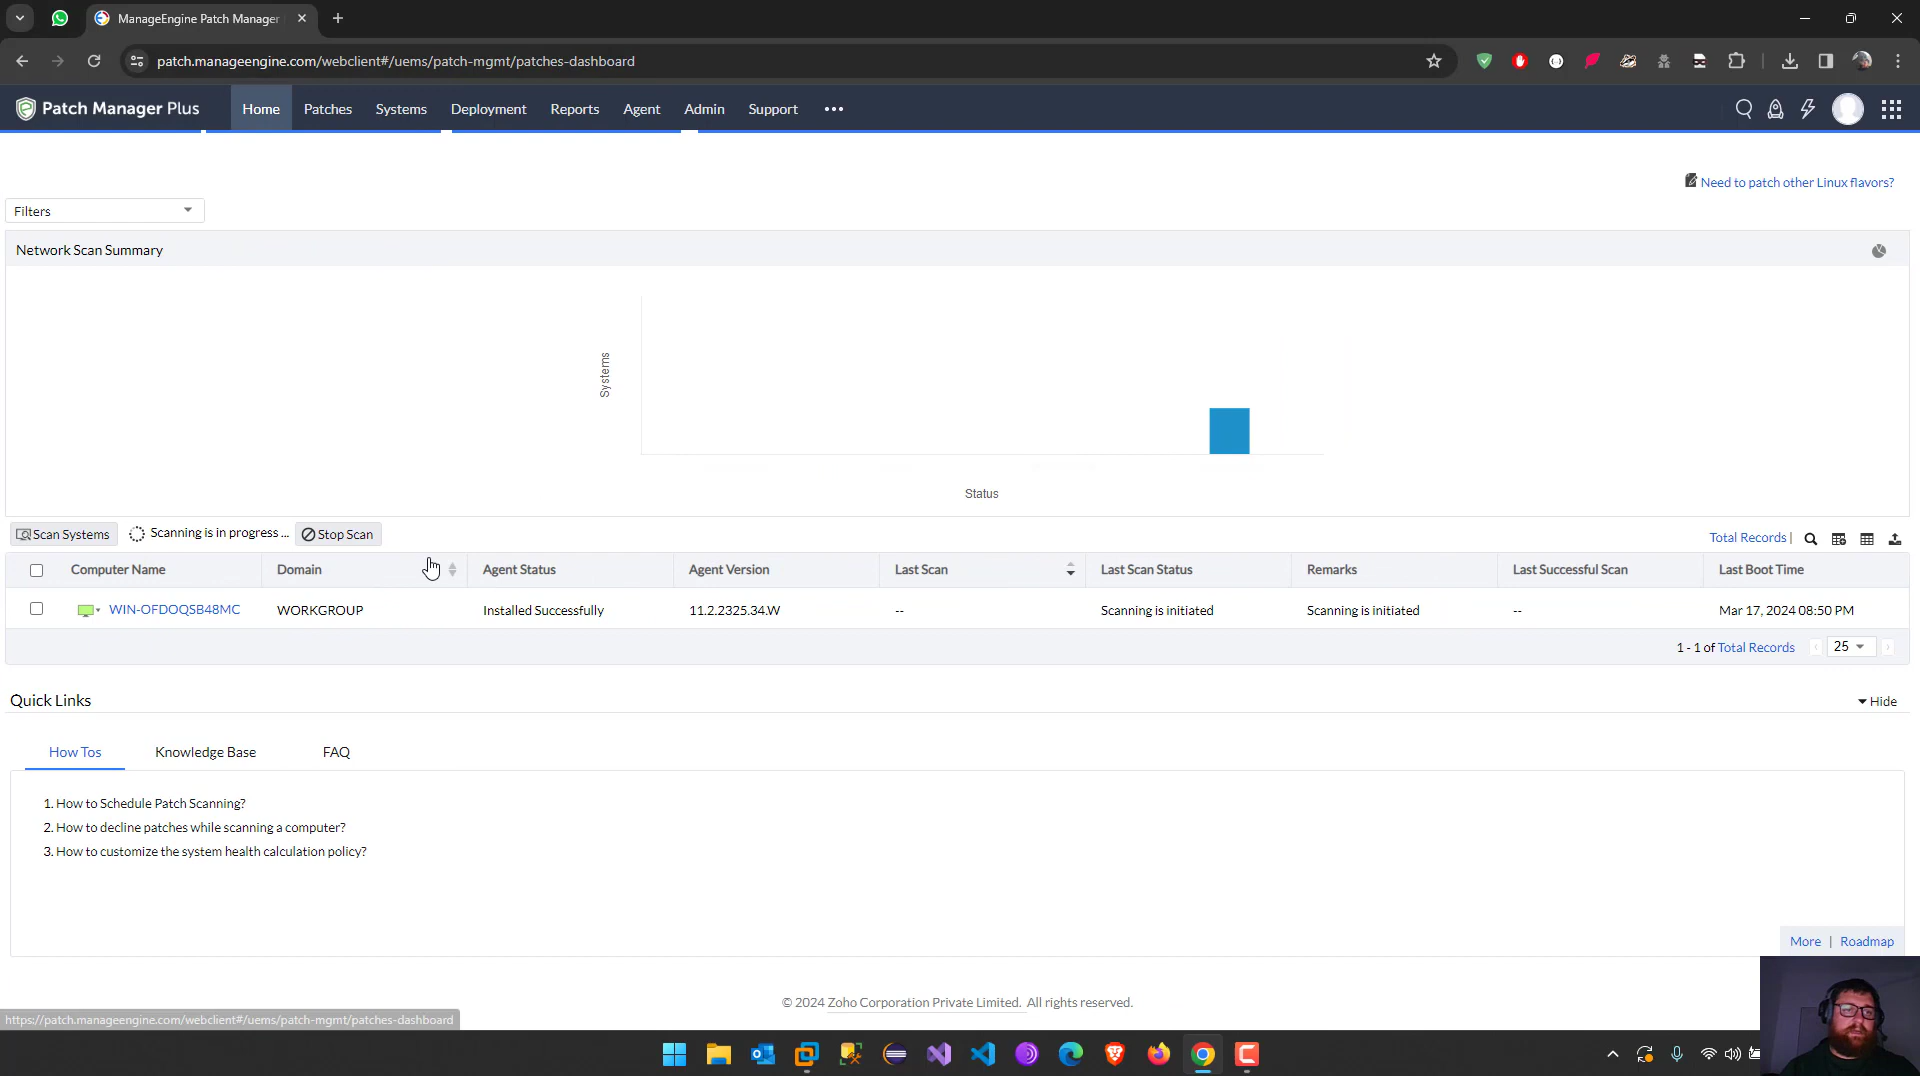 ManageEngine Patch Manager
patch.manageengine.com/webclient#/uems/patch-mgmt/patches-dashboard
Patch Manager Plus
Home
Patches
Systems
Deployment
Reports
Agent
Admin
Support
Need to patch other Linux flavors?
Filters
Network Scan Summary
Systems
Status
Scan Systems
Scanning is in progress ...
Stop Scan
Total Records |
Computer Name
Domain
Agent Status
Agent Version
Last Scan
Last Scan Status
Remarks
Last Successful Scan
Last Boot Time
WIN-OFDOQSB48MC
WORKGROUP
Installed Successfully
11.2.2325.34.W
--
Scanning is initiated
Scanning is initiated
--
Mar 17, 2024 08:50 PM
1 - 1 of Total Records
25
Quick Links
Hide
How Tos
Knowledge Base
FAQ
1. How to Schedule Patch Scanning?
2. How to decline patches while scanning a computer?
3. How to customize the system health calculation policy?
More | Roadmap
© 2024 Zoho Corporation Private Limited. All rights reserved.
https://patch.manageengine.com/webclient#/uems/patch-mgmt/patches-dashboard